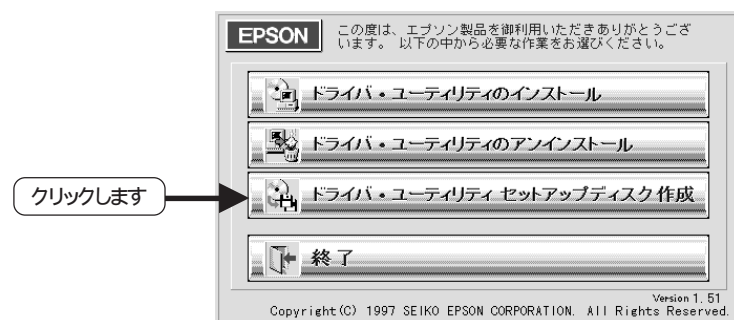 EPSON
この度は、エプソン製品を御利用いただきありがとうござ
います。 以下の中から必要な作業をお選びください。
ドライバ・ユーティリティのインストール
ドライバ・ユーティリティのアンインストール
クリックします
ドライバ・ユーティリティ セットアップディスク作成
終了
Version 1.51
Copyright(C) 1997 SEIKO EPSON CORPORATION. All Rights Reserved.